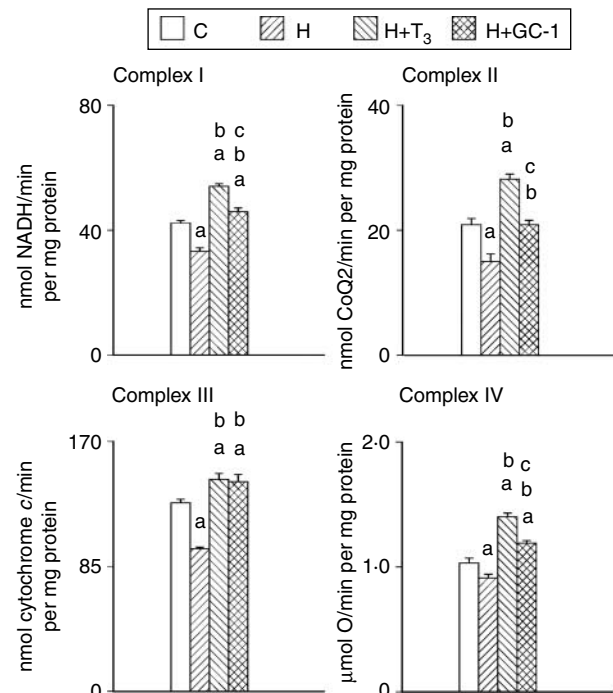 C H H+T3 H+GC-1
Complex I
nmol NADH/min
per mg protein
80
40
0
a
b
a
c
b
a
Complex II
nmol CoQ2/min per mg protein
40
20
0
a
b
a
c
b
Complex III
nmol cytochrome c/min
per mg protein
170
85
0
a
b
a
b
a
Complex IV
µmol O/min per mg protein
2·0
1·0
0
a
b
a
c
b
a